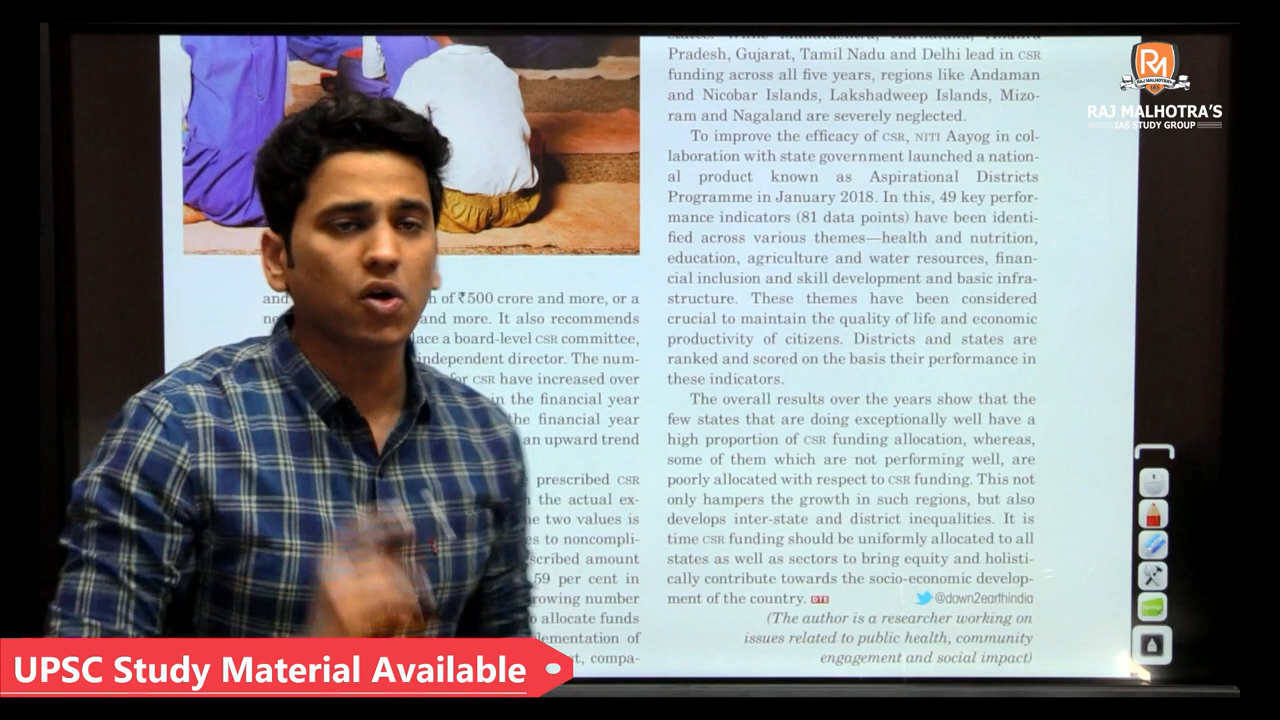 Pradesh, Gujarat, Tamil Nadu and Delhi lead in CSR
funding across all five years, regions like Andaman
and Nicobar Islands, Lakshadweep Islands, Mizo-
ram and Nagaland are severely neglected.
To improve the efficacy of CSR, NITI Aayog in col-
laboration with state government launched a nation-
al product known as Aspirational Districts
Programme in January 2018. In this, 49 key perfor-
mance indicators (81 data points) have been identi-
fied across various themes—health and nutrition,
education, agriculture and water resources, finan-
cial inclusion and skill development and basic infra-
structure. These themes have been considered
crucial to maintain the quality of life and economic
productivity of citizens. Districts and states are
ranked and scored on the basis their performance in
these indicators.
The overall results over the years show that the
few states that are doing exceptionally well have a
high proportion of CSR funding allocation, whereas,
some of them which are not performing well, are
poorly allocated with respect to CSR funding. This not
only hampers the growth in such regions, but also
develops inter-state and district inequalities. It is
time CSR funding should be uniformly allocated to all
states as well as sectors to bring equity and holisti-
cally contribute towards the socio-economic develop-
ment of the country. DTE @down2earthindia
(The author is a researcher working on
issues related to public health, community
engagement and social impact)
and of ₹500 crore and more, or a
and more. It also recommends
board-level CSR committee,
independent director. The num-
for CSR have increased over
in the financial year
the financial year
an upward trend
prescribed CSR
the actual ex-
two values is
to noncompli-
amount
59 per cent in
number
allocate funds
of
compa-
RM
RAJ MALHOTRA'S
IAS
RAJ MALHOTRA'S
IAS STUDY GROUP
UPSC Study Material Available